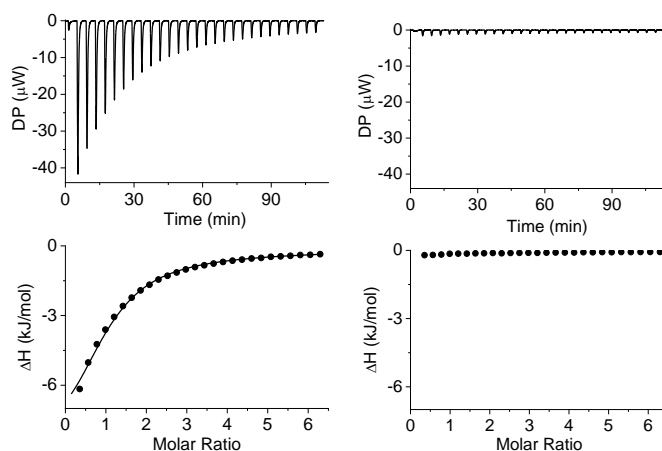 0
-10
-20
-30
-40
DP (μW)
0 30 60 90
Time (min)
0
-10
-20
-30
-40
DP (μW)
0 30 60 90
Time (min)
0
-3
-6
ΔH (kJ/mol)
0 1 2 3 4 5 6
Molar Ratio
0
-3
-6
ΔH (kJ/mol)
0 1 2 3 4 5 6
Molar Ratio